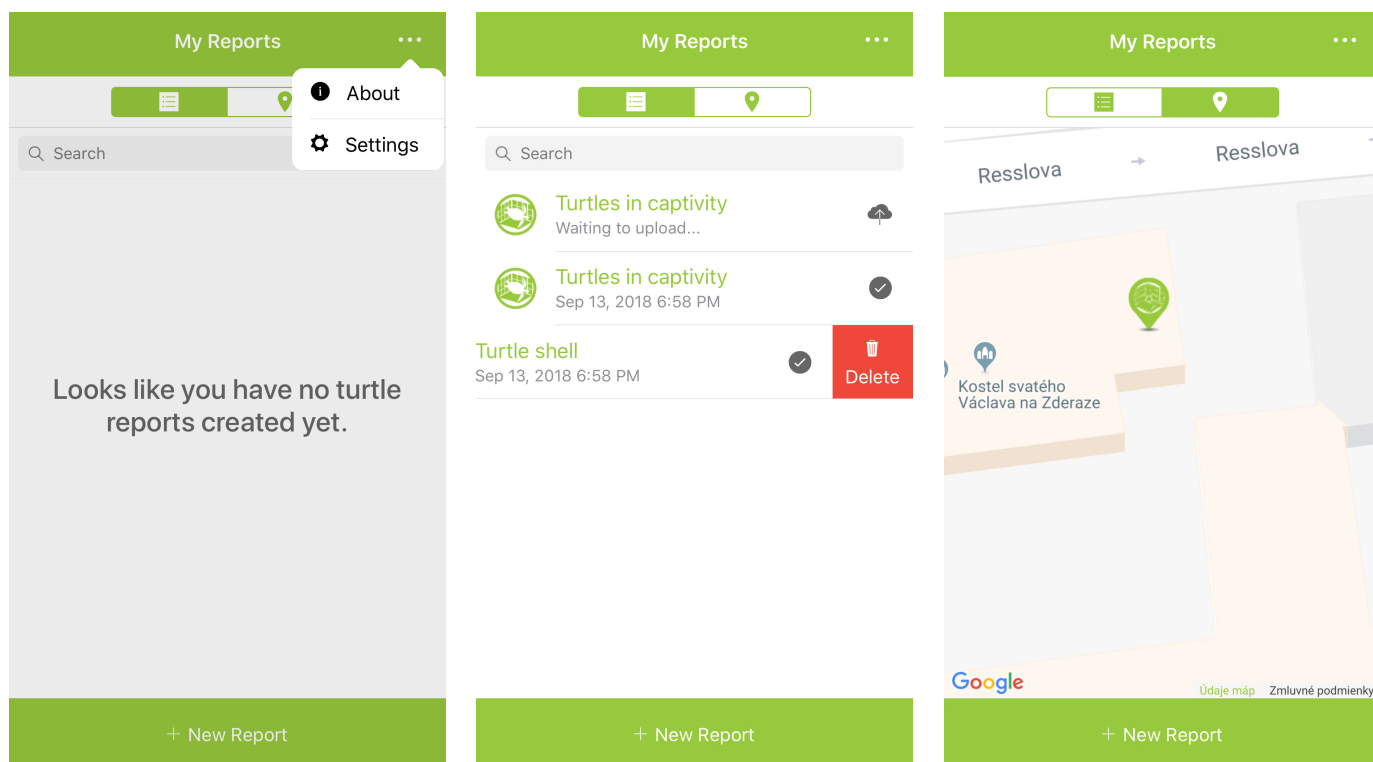 My Reports
About
Settings
Search
Looks like you have no turtle
reports created yet.
+ New Report
My Reports
Search
Turtles in captivity
Waiting to upload...
Turtles in captivity
Sep 13, 2018 6:58 PM
Turtle shell
Sep 13, 2018 6:58 PM
Delete
+ New Report
My Reports
Resslova
Resslova
Kostel svatého
Václava na Zderaze
Google
Údaje máp
Zmluvné podmienky
+ New Report